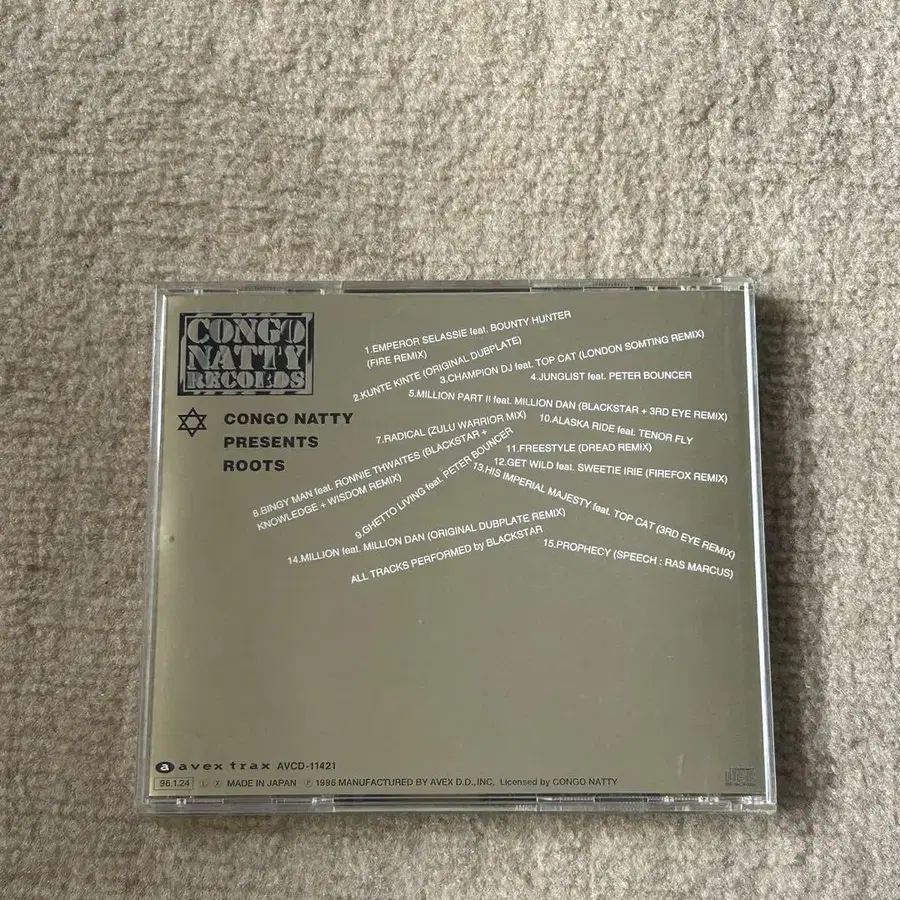 CONGO
NATTY
RECORDS
CONGO NATTY
PRESENTS
ROOTS
1.EMPEROR SELASSIE feat. BOUNTY HUNTER
(FIRE REMIX)
2.KUNTE KINTE (ORIGINAL DUBPLATE)
3.CHAMPION DJ feat. TOP CAT (LONDON SOMTING REMIX)
4.JUNGLIST feat. PETER BOUNCER
5.MILLION PART II feat. MILLION DAN (BLACKSTAR + 3RD EYE REMIX)
7.RADICAL (ZULU WARRIOR MIX)
8.BINGY MAN feat. RONNIE THWAITES (BLACKSTAR +
KNOWLEDGE + WISDOM REMIX)
9.GHETTO LIVING feat. PETER BOUNCER
10.ALASKA RIDE feat. TENOR FLY
11.FREESTYLE (DREAD REMIX)
12.GET WILD feat. SWEETIE IRIE (FIREFOX REMIX)
13.HIS IMPERIAL MAJESTY feat. TOP CAT (3RD EYE REMIX)
14.MILLION feat. MILLION DAN (ORIGINAL DUBPLATE REMIX)
15.PROPHECY (SPEECH : RAS MARCUS)
ALL TRACKS PERFORMED by BLACKSTAR
a avex trax AVCD-11421
96.1.24 Ⓛ Ⓧ MADE IN JAPAN Ⓟ 1996 MANUFACTURED BY AVEX D.D.,INC. Licensed by CONGO NATTY